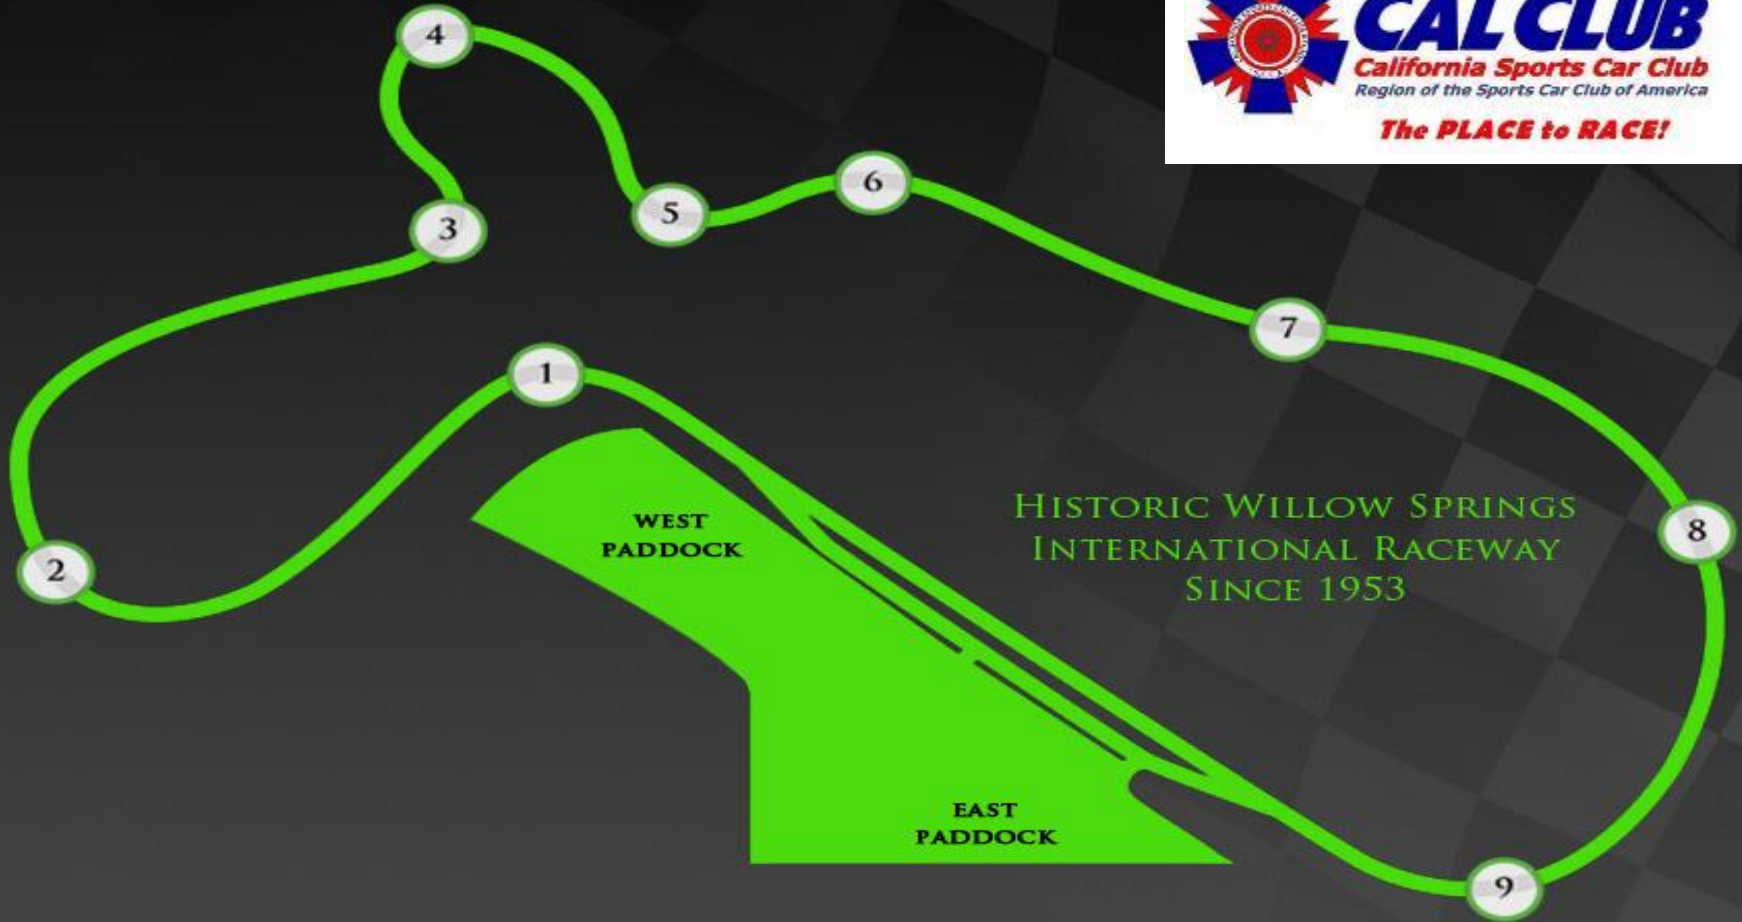 CAL CLUB
California Sports Car Club
Region of the Sports Car Club of America
The PLACE to RACE!
4
6
5
3
7
1
HISTORIC WILLOW SPRINGS
INTERNATIONAL RACEWAY
SINCE 1953
WEST
PADDOCK
8
2
EAST
PADDOCK
9